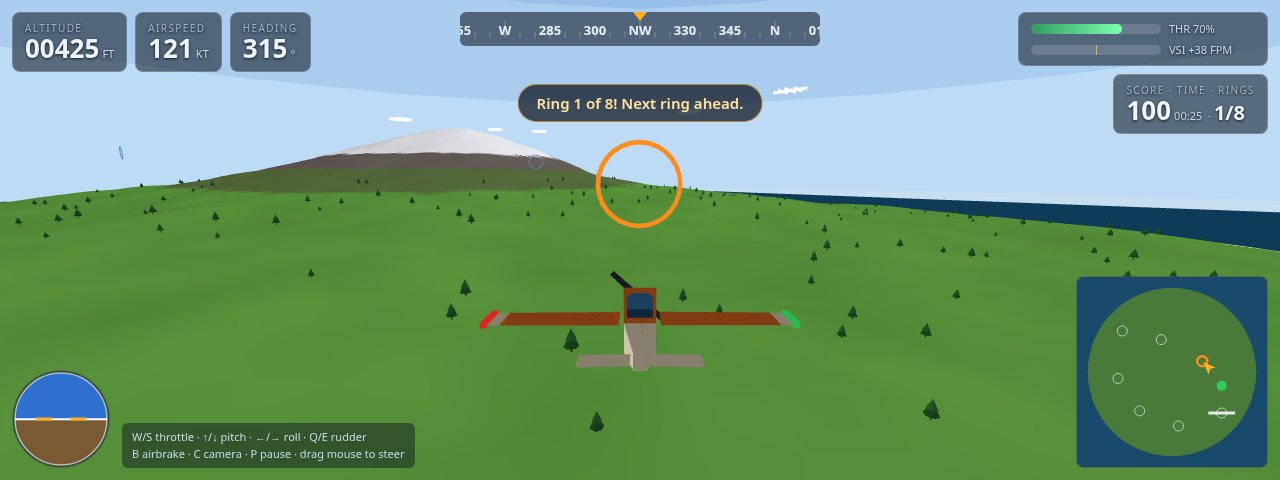 ALTITUDE
00425 FT
AIRSPEED
121 KT
HEADING
315 °
W 285 300 NW 330 345 N
THR 70%
VSI +38 FPM
SCORE · TIME · RINGS
100 00:25 · 1/8
Ring 1 of 8! Next ring ahead.
W/S throttle · ↑/↓ pitch · ←/→ roll · Q/E rudder
B airbrake · C camera · P pause · drag mouse to steer